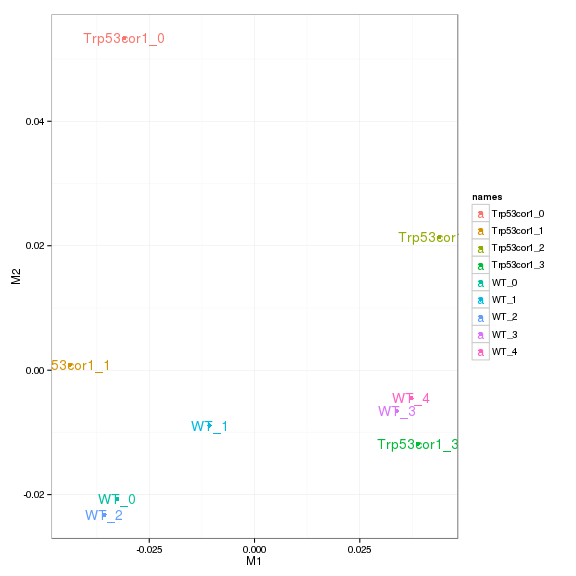 Trp53cor1_0
0.04
Trp53cor
0.02
names
Trp53cor1_0
Trp53cor1_1
Trp53cor1_2
Trp53cor1_3
WT_0
WT_1
WT_2
WT_3
WT_4
M2
0.00
53cor1_1
WT_4
WT_3
WT_1
Trp53cor1_3
-0.02
WT_0
WT_2
-0.025 0.000 0.025
M1